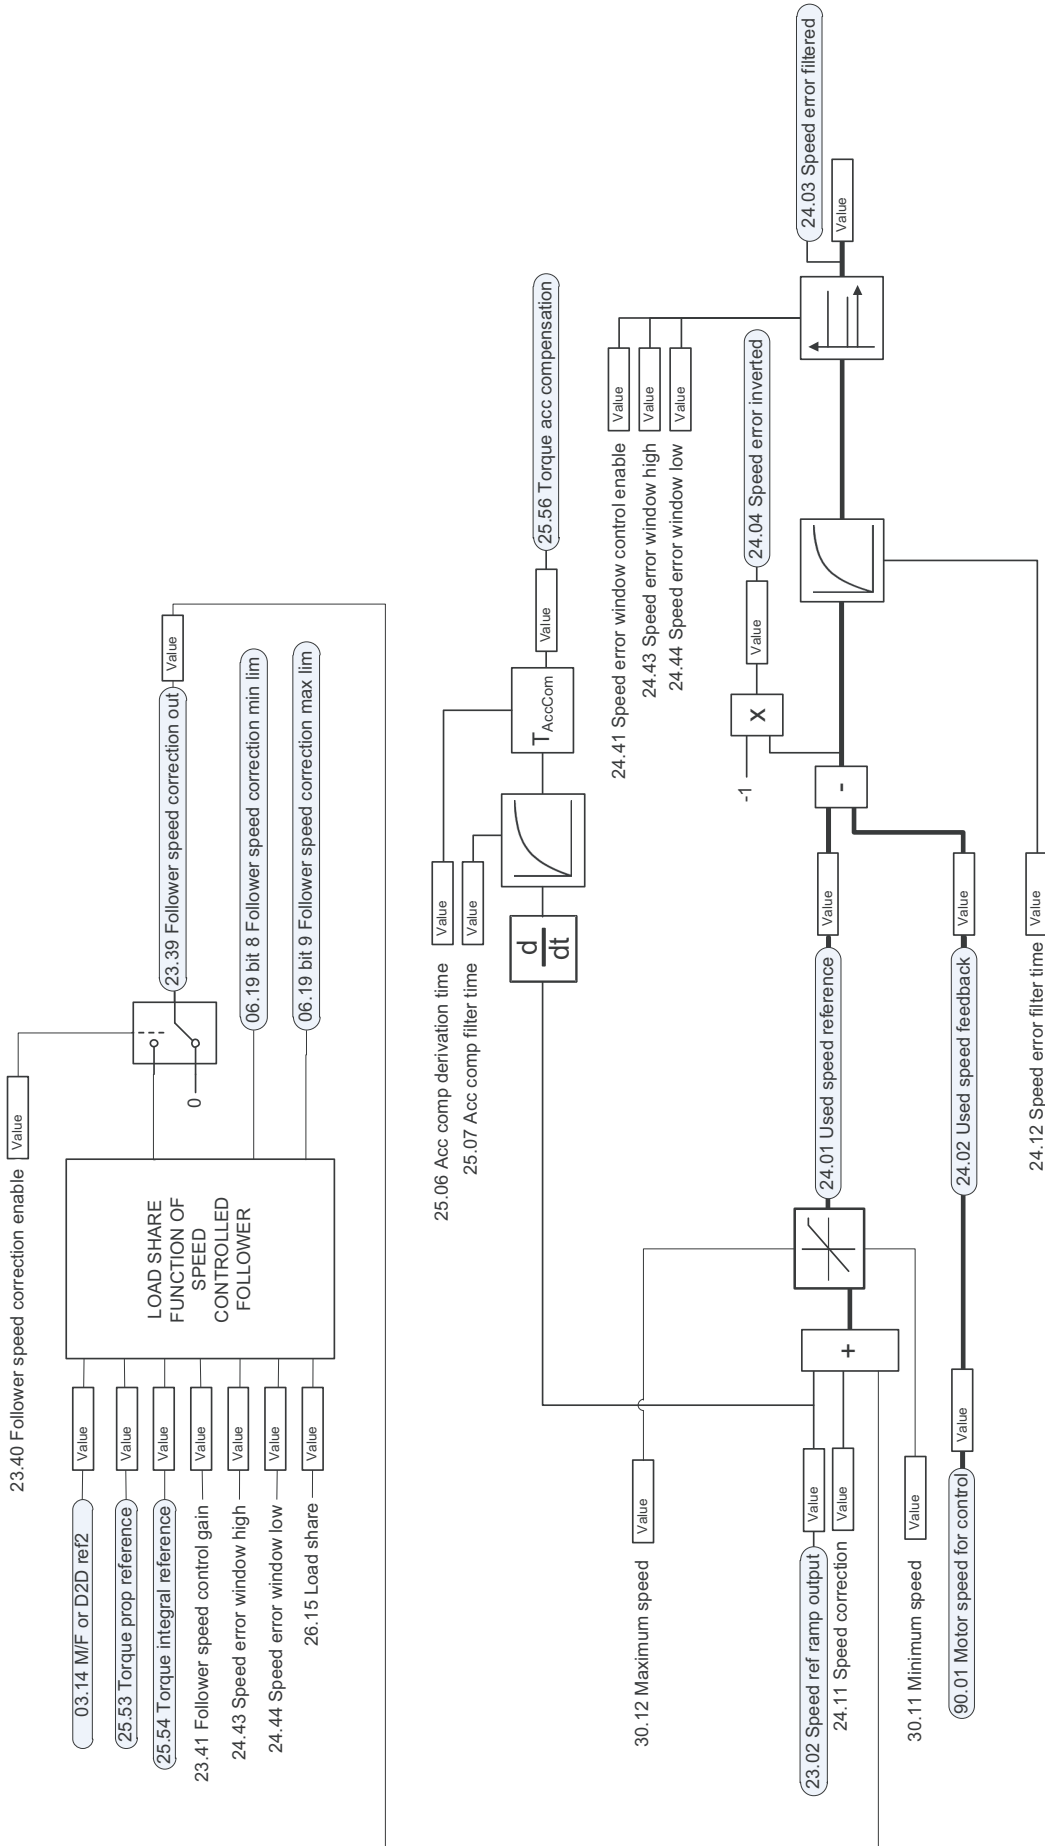 23.40 Follower speed correction enable
Value
03.14 M/F or D2D ref2
Value
25.53 Torque prop reference
Value
25.54 Torque integral reference
Value
23.41 Follower speed control gain
Value
24.43 Speed error window high
Value
24.44 Speed error window low
Value
26.15 Load share
Value
LOAD SHARE
FUNCTION OF
SPEED
CONTROLLED
FOLLOWER
0
23.39 Follower speed correction out
Value
06.19 bit 8 Follower speed correction min lim
06.19 bit 9 Follower speed correction max lim
25.06 Acc comp derivation time
Value
25.07 Acc comp filter time
Value
d
dt
TAccCom
Value
25.56 Torque acc compensation
24.41 Speed error window control enable
Value
24.43 Speed error window high
Value
24.44 Speed error window low
Value
30.12 Maximum speed
Value
-1
X
Value
24.04 Speed error inverted
23.02 Speed ref ramp output
Value
24.11 Speed correction
Value
+
24.01 Used speed reference
Value
-
24.03 Speed error filtered
Value
30.11 Minimum speed
Value
90.01 Motor speed for control
Value
24.02 Used speed feedback
Value
24.12 Speed error filter time
Value